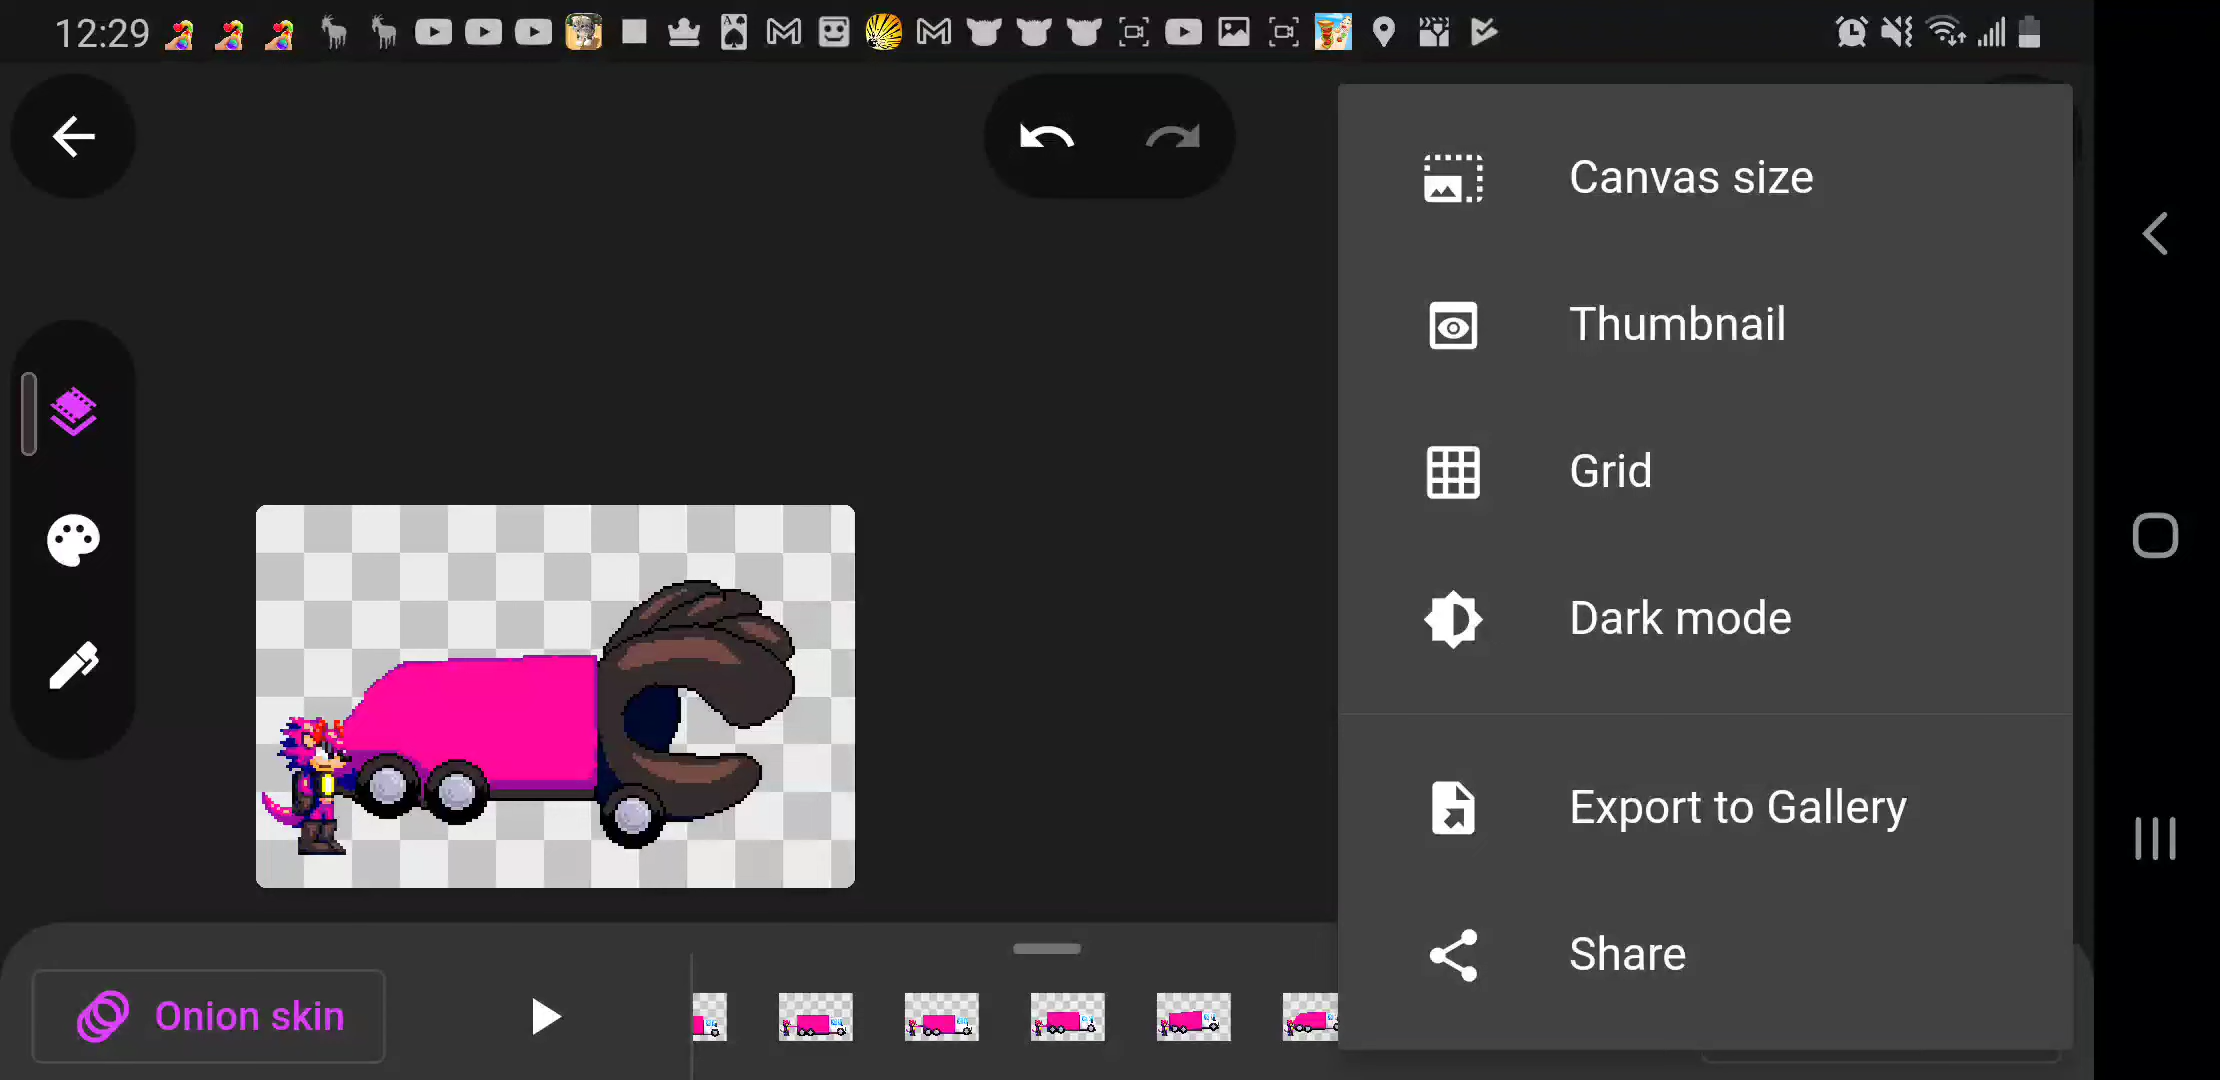 12:29
Canvas size
Thumbnail
Grid
Dark mode
Export to Gallery
Share
Onion skin